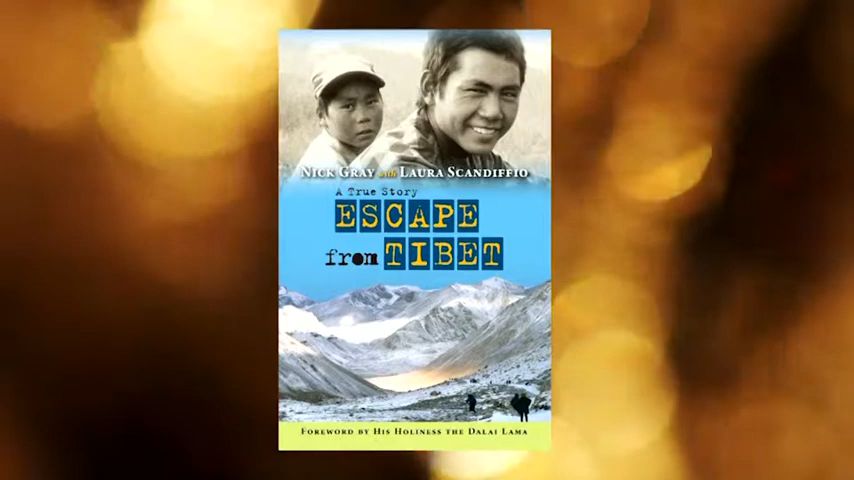 NICK GRAY with LAURA SCANDIFFIO
A True Story
ESCAPE
from TIBET
FOREWORD BY HIS HOLINESS THE DALAI LAMA